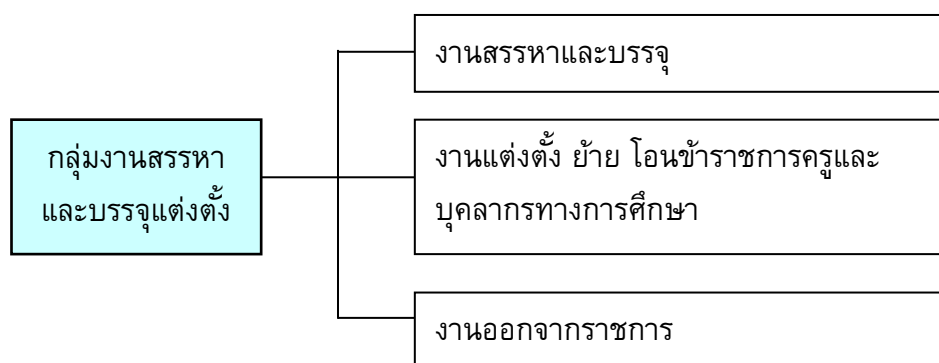 งานสรรหาและบรรจุ
กลุ่มงานสรรหา
และบรรจุแต่งตั้ง
งานแต่งตั้ง ย้าย โอนข้าราชการครูและ
บุคลากรทางการศึกษา
งานออกจากราชการ